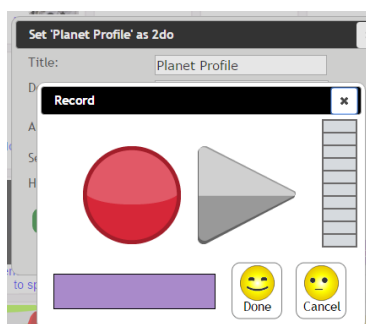 Set 'Planet Profile' as 2do
Title:
Planet Profile
D
Record
A
Se
H
to sp
Done
Cancel